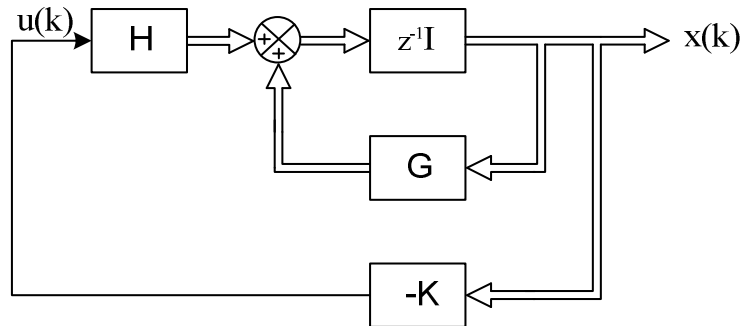 u(k)
H
+
+
z⁻¹I
x(k)
G
-K